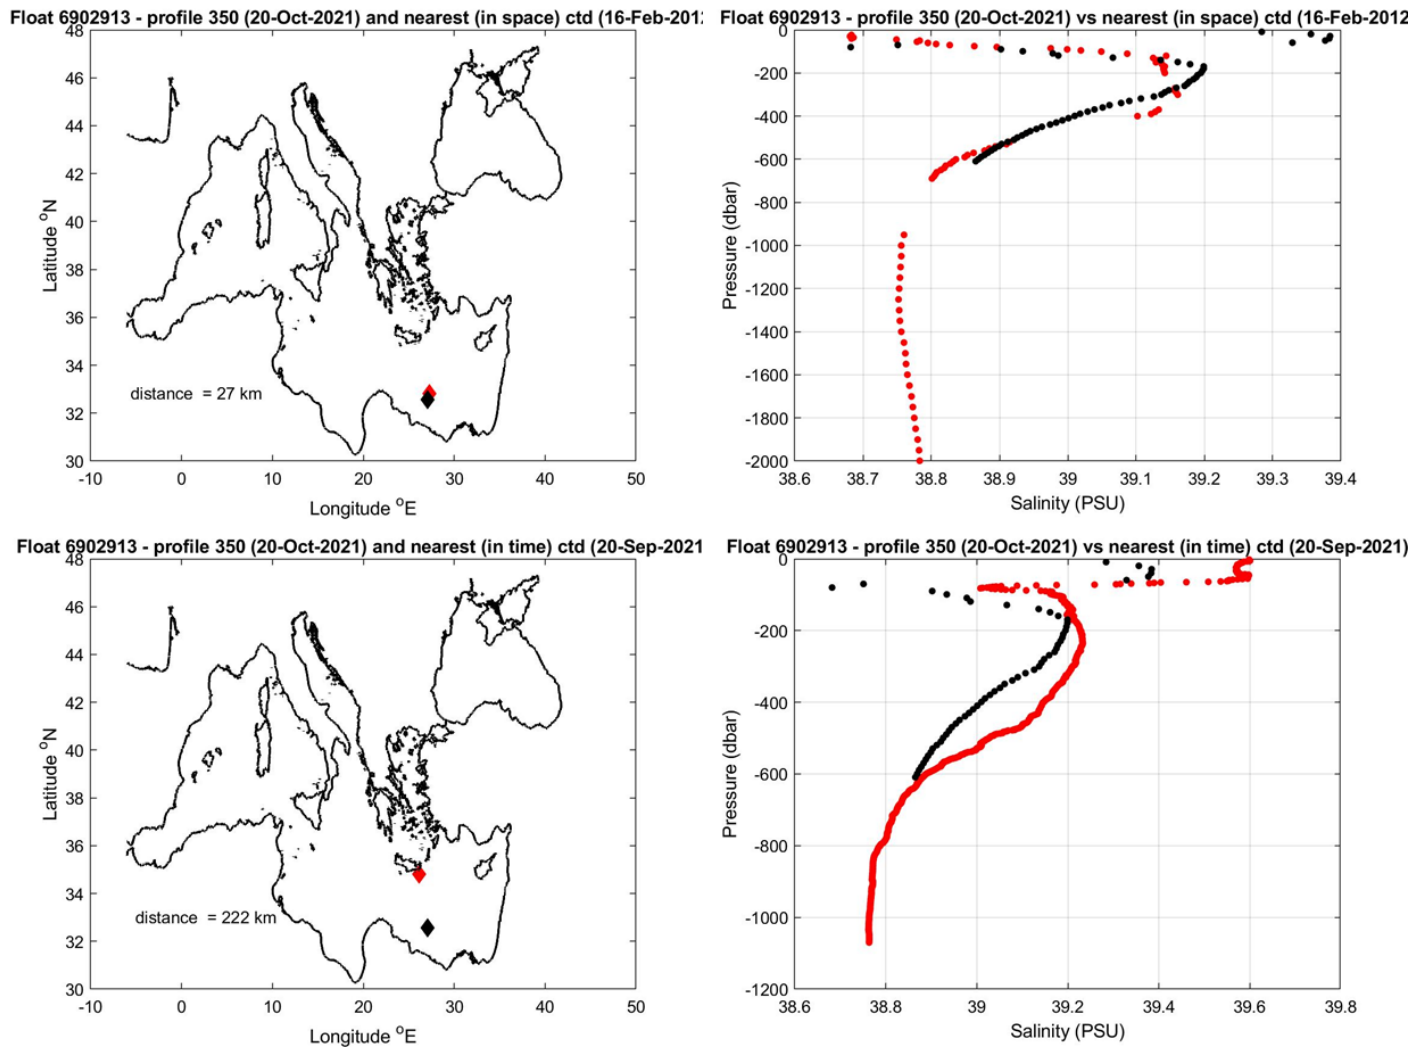 Float 6902913 - profile 350 (20-Oct-2021) and nearest (in space) ctd (16-Feb-2012
48
46
44
42
40
38
36
34
32
30
Latitude °N
distance = 27 km
-10 0 10 20 30 40 50
Longitude °E
Float 6902913 - profile 350 (20-Oct-2021) vs nearest (in space) ctd (16-Feb-2012
0
-200
-400
-600
-800
-1000
-1200
-1400
-1600
-1800
-2000
Pressure (dbar)
38.6 38.7 38.8 38.9 39 39.1 39.2 39.3 39.4
Salinity (PSU)
Float 6902913 - profile 350 (20-Oct-2021) and nearest (in time) ctd (20-Sep-2021
48
46
44
42
40
38
36
34
32
30
Latitude °N
distance = 222 km
-10 0 10 20 30 40 50
Longitude °E
Float 6902913 - profile 350 (20-Oct-2021) vs nearest (in time) ctd (20-Sep-2021)
0
-200
-400
-600
-800
-1000
-1200
Pressure (dbar)
38.6 38.8 39 39.2 39.4 39.6 39.8
Salinity (PSU)